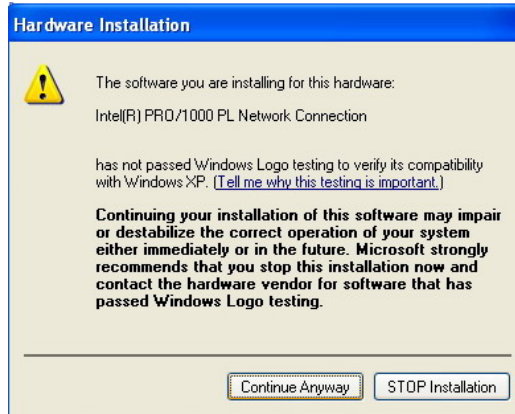 Hardware Installation
The software you are installing for this hardware:
Intel(R) PRO/1000 PL Network Connection
has not passed Windows Logo testing to verify its compatibility
with Windows XP. (Tell me why this testing is important.)
Continuing your installation of this software may impair
or destabilize the correct operation of your system
either immediately or in the future. Microsoft strongly
recommends that you stop this installation now and
contact the hardware vendor for software that has
passed Windows Logo testing.
Continue Anyway
STOP Installation